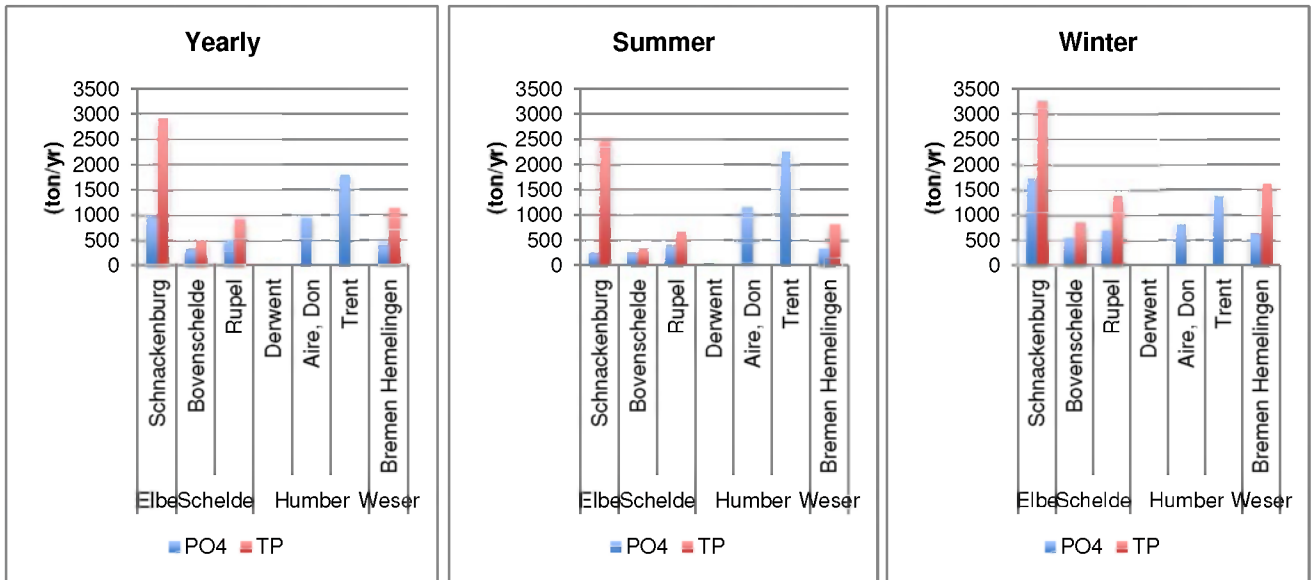 Yearly
3500
3000
2500
2000
1500
1000
500
0
(ton/yr)
Schnackenburg
Bovenschelde
Rupel
Derwent
Aire, Don
Trent
Bremen Hemelingen
Elbe
Schelde
Humber
Weser
PO4
TP
Summer
3500
3000
2500
2000
1500
1000
500
0
(ton/yr)
Schnackenburg
Bovenschelde
Rupel
Derwent
Aire, Don
Trent
Bremen Hemelingen
Elbe
Schelde
Humber
Weser
PO4
TP
Winter
3500
3000
2500
2000
1500
1000
500
0
(ton/yr)
Schnackenburg
Bovenschelde
Rupel
Derwent
Aire, Don
Trent
Bremen Hemelingen
Elbe
Schelde
Humber
Weser
PO4
TP